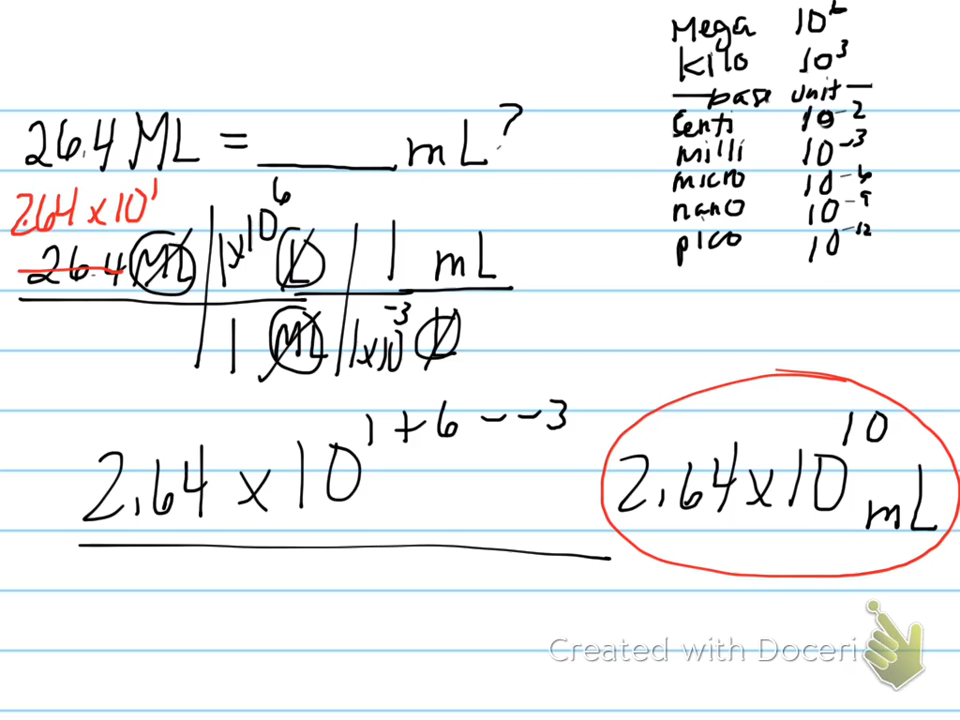 Mega 10^6
Kilo 10^3
base unit
Centi 10^-2
milli 10^-3
micro 10^-6
nano 10^-9
pico 10^-12
26.4 ML = ____ mL?
2.64 x 10^1
26.4 ML | 1x10^6 L | 1 mL
1 ML | 1x10^-3 L
2.64 x 10^1+6--3
2.64 x 10^10 mL
Created with Doceri